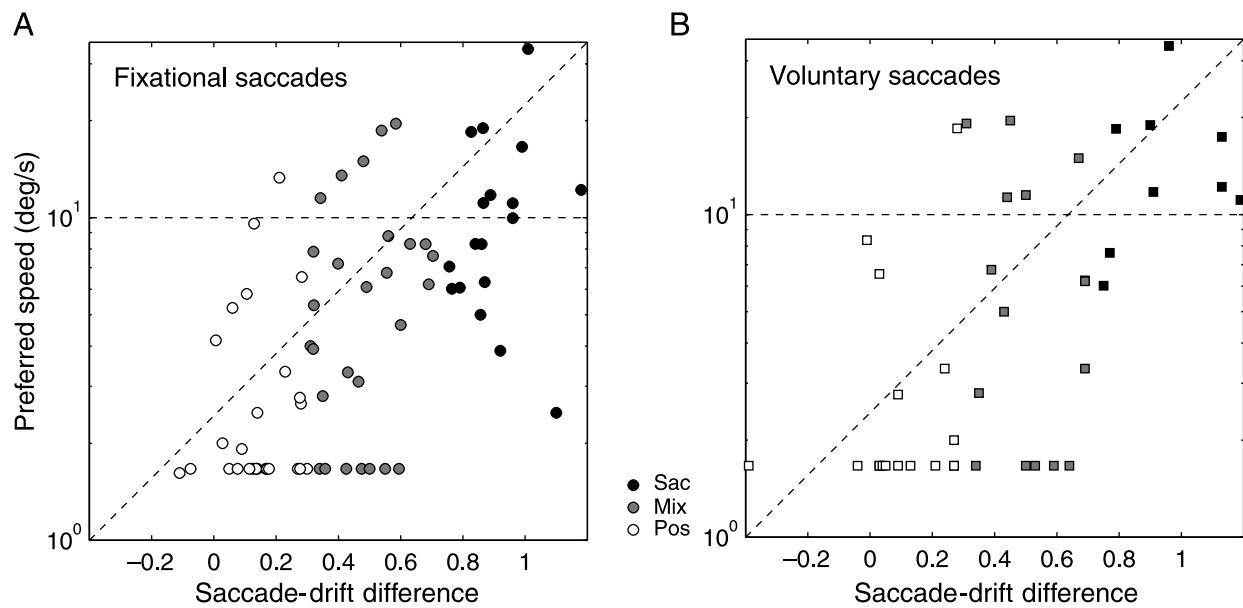 A
Fixational saccades
Preferred speed (deg/s)
10^1
10^0
−0.2 0 0.2 0.4 0.6 0.8 1
Saccade-drift difference
Sac
Mix
Pos
B
Voluntary saccades
10^1
10^0
−0.2 0 0.2 0.4 0.6 0.8 1
Saccade-drift difference